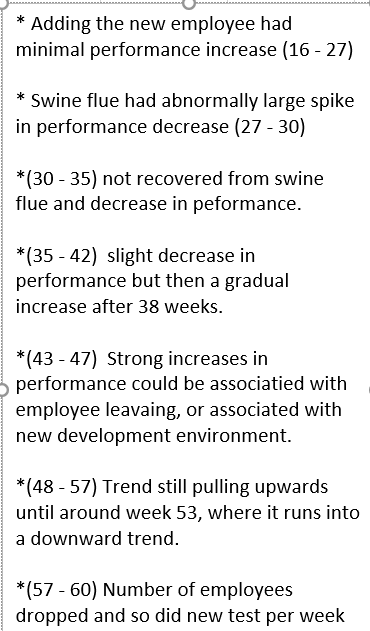 * Adding the new employee had
minimal performance increase (16 - 27)
* Swine flue had abnormally large spike
in performance decrease (27 - 30)
*(30 - 35) not recovered from swine
flue and decrease in peformance.
*(35 - 42)  slight decrease in
performance but then a gradual
increase after 38 weeks.
*(43 - 47)  Strong increases in
performance could be associatied with
employee leavaing, or associated with
new development environment.
*(48 - 57) Trend still pulling upwards
until around week 53, where it runs into
a downward trend.
*(57 - 60) Number of employees
dropped and so did new test per week